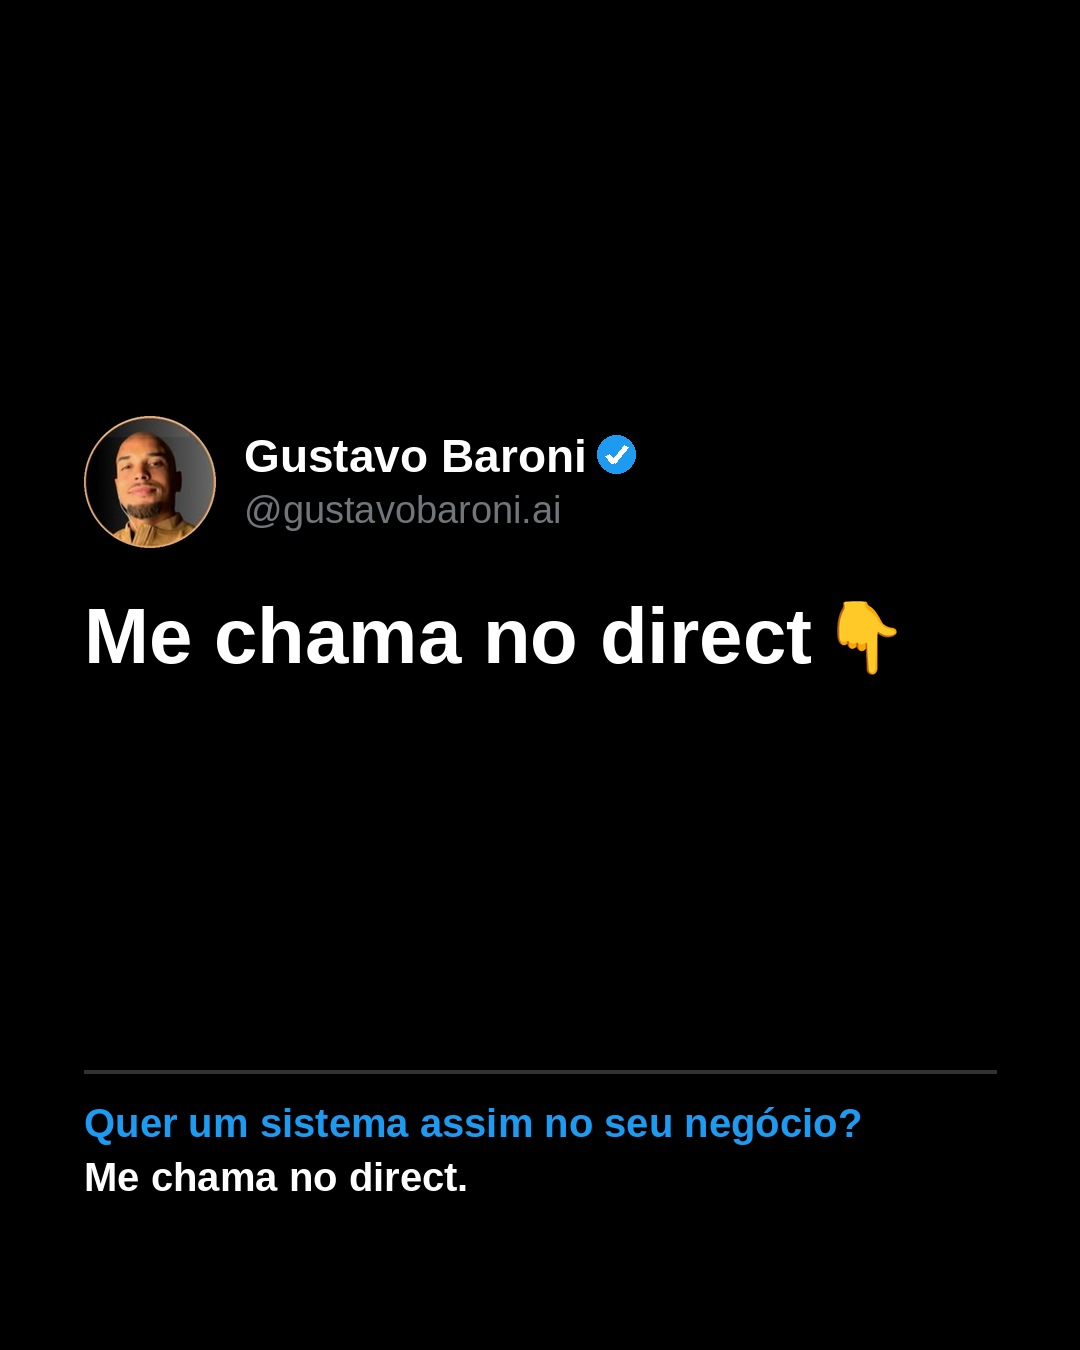 Gustavo Baroni
@gustavobaroni.ai
Me chama no direct 👇
Quer um sistema assim no seu negócio?
Me chama no direct.